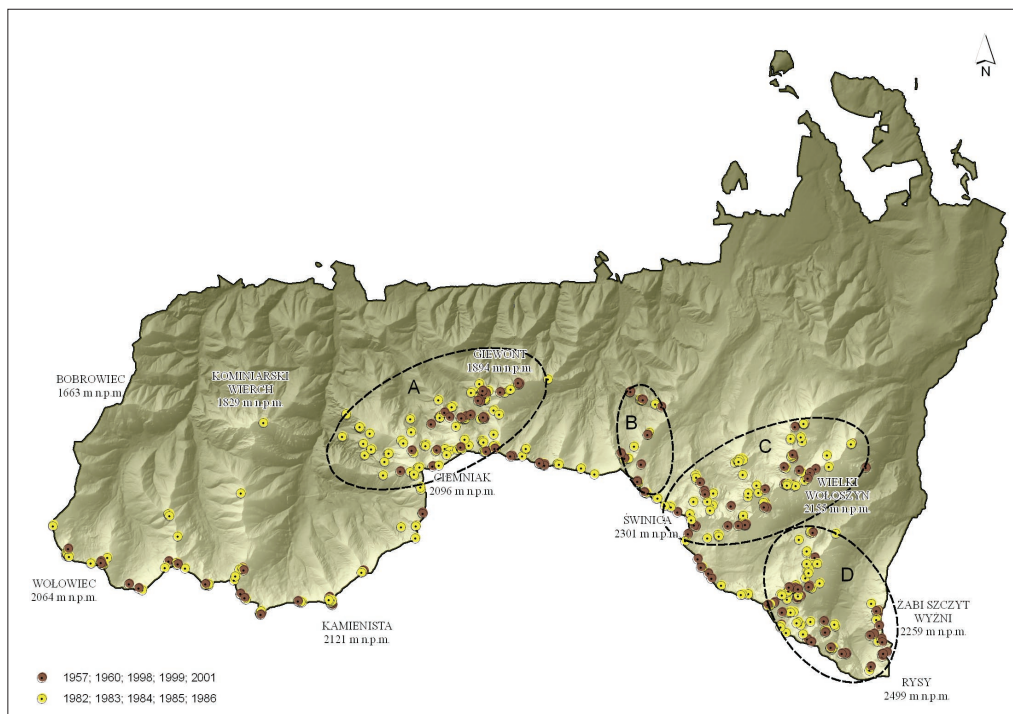 N
GIEWONT
1894 m n.p.m.
A
BOBROWIEC
1663 m n.p.m.
KOMINIARSKI
WIERCH
1829 m n.p.m.
B
C
CIEMNIAK
2096 m n.p.m.
WIELKI
WOŁOSZYN
2155 m n.p.m.
ŚWINICA
2301 m n.p.m.
D
WOŁOWIEC
2064 m n.p.m.
ŻABI SZCZYT
WYŻNI
2259 m n.p.m.
KAMIENISTA
2121 m n.p.m.
RYSY
2499 m n.p.m.
1957; 1960; 1998; 1999; 2001
1982; 1983; 1984; 1985; 1986